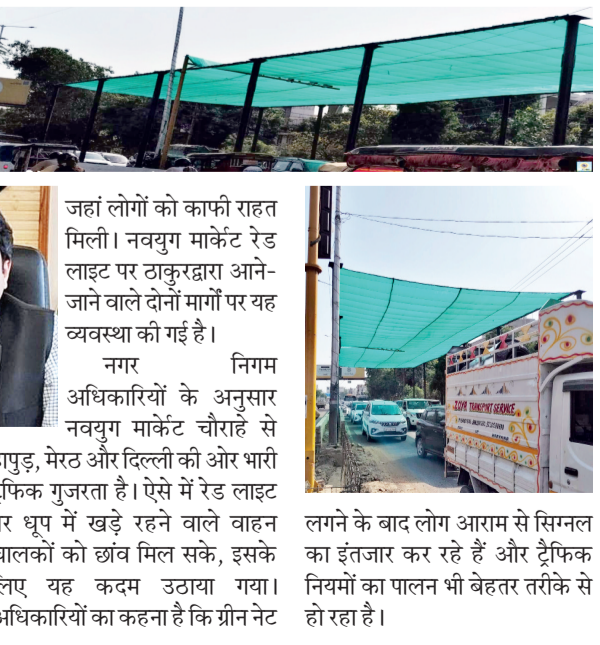 जहां लोगों को काफी राहत
मिली। नवयुग मार्केट रेड
लाइट पर ठाकुरद्वारा आने-
जाने वाले दोनों मार्गों पर यह
व्यवस्था की गई है।
नगर निगम
अधिकारियों के अनुसार
नवयुग मार्केट चौराहे से
पुड़, मेरठ और दिल्ली की ओर भारी
फिक गुजरता है। ऐसे में रेड लाइट
र धूप में खड़े रहने वाले वाहन
ालकों को छांव मिल सके, इसके
लिए यह कदम उठाया गया।
अधिकारियों का कहना है कि ग्रीन नेट
ZOYA TRANSPORT SERVICE
लगने के बाद लोग आराम से सिग्नल
का इंतजार कर रहे हैं और ट्रैफिक
नियमों का पालन भी बेहतर तरीके से
हो रहा है।